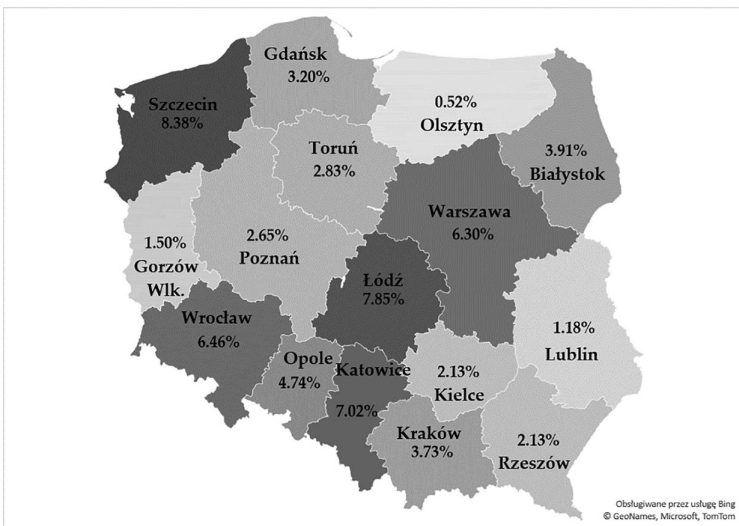 Gdańsk
3.20%
Szczecin
8.38%
0.52%
Olsztyn
Toruń
2.83%
3.91%
Białystok
Warszawa
6.30%
1.50%
Gorzów
Wlk.
2.65%
Poznań
Łódź
7.85%
Wrocław
6.46%
1.18%
Lublin
Opole
4.74%
Katowice
7.02%
2.13%
Kielce
Kraków
3.73%
2.13%
Rzeszów
Obsługiwane przez usługę Bing
© GeoNames, Microsoft, TomTom